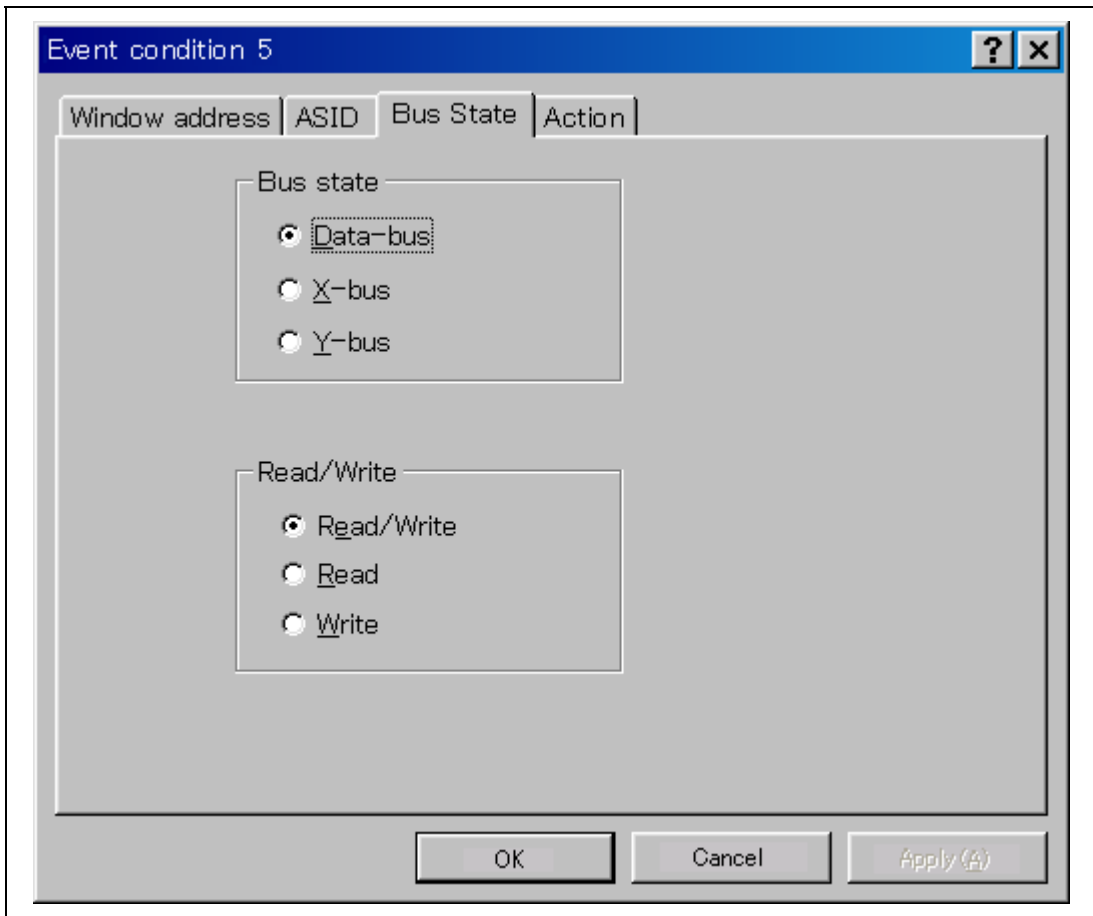 Event condition 5
Window address ASID Bus State Action
Bus state
Data-bus
X-bus
Y-bus
Read/Write
Read/Write
Read
Write
OK Cancel Apply(A)